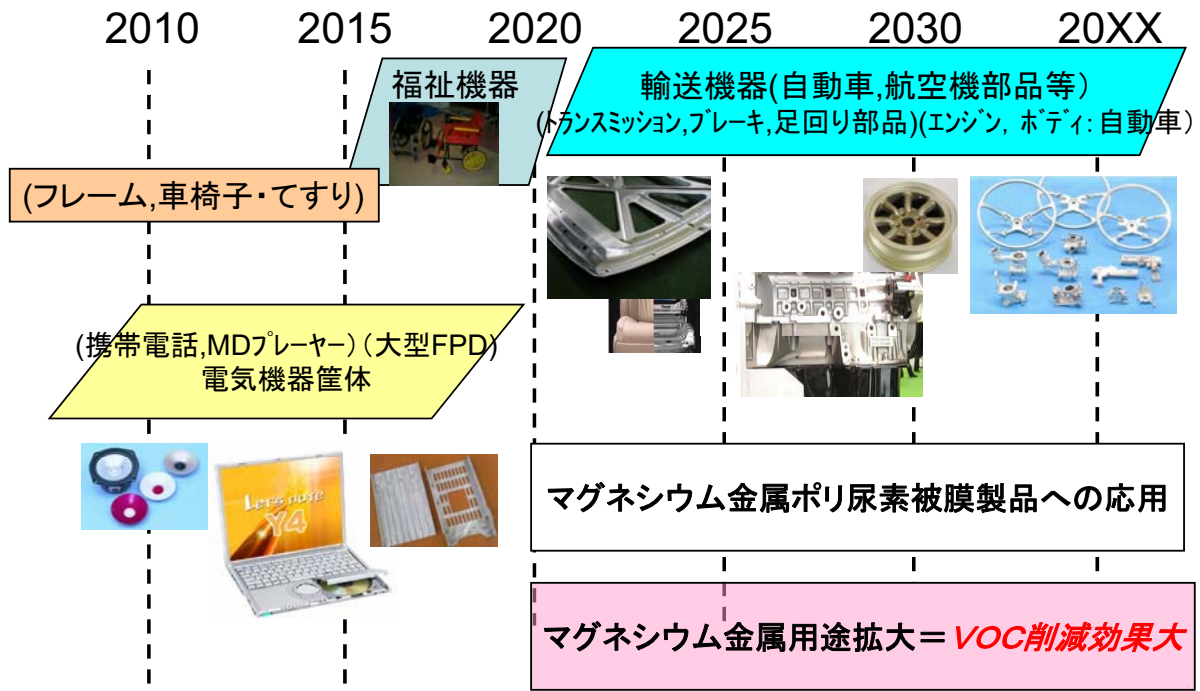 2010 2015 2020 2025 2030 20XX
福祉機器
輸送機器(自動車,航空機部品等)
(ﾄﾗﾝｽﾐｯｼｮﾝ,ﾌﾞﾚｰｷ,足回り部品)(ｴﾝｼﾞﾝ, ﾎﾞﾃﾞｨ:自動車)
(フレーム,車椅子・てすり)
(携帯電話,MDﾌﾟﾚｰﾔｰ)(大型FPD)
電気機器筐体
Let's note
Y4
マグネシウム金属ポリ尿素被膜製品への応用
マグネシウム金属用途拡大＝VOC削減効果大